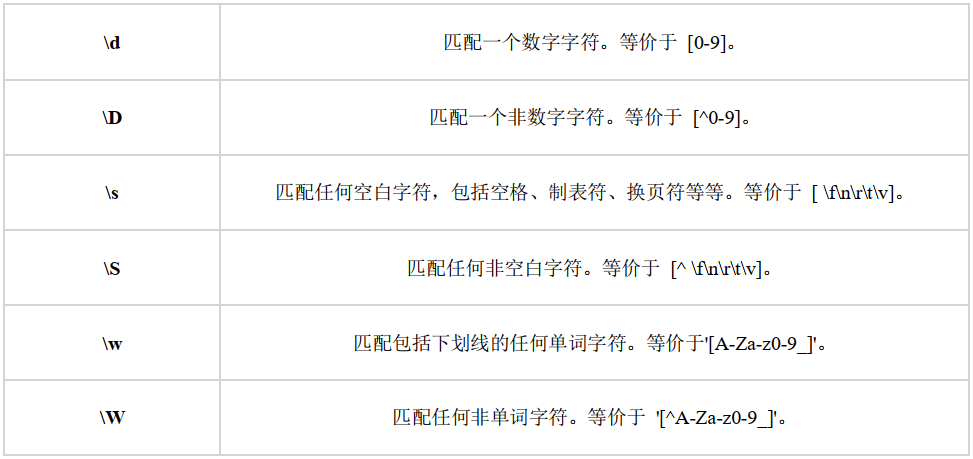 \d 匹配一个数字字符。等价于 [0-9]。
\D 匹配一个非数字字符。等价于 [^0-9]。
\s 匹配任何空白字符，包括空格、制表符、换页符等等。等价于 [ \f\n\r\t\v]。
\S 匹配任何非空白字符。等价于 [^ \f\n\r\t\v]。
\w 匹配包括下划线的任何单词字符。等价于'[A-Za-z0-9_]'。
\W 匹配任何非单词字符。等价于 '[^A-Za-z0-9_]'。